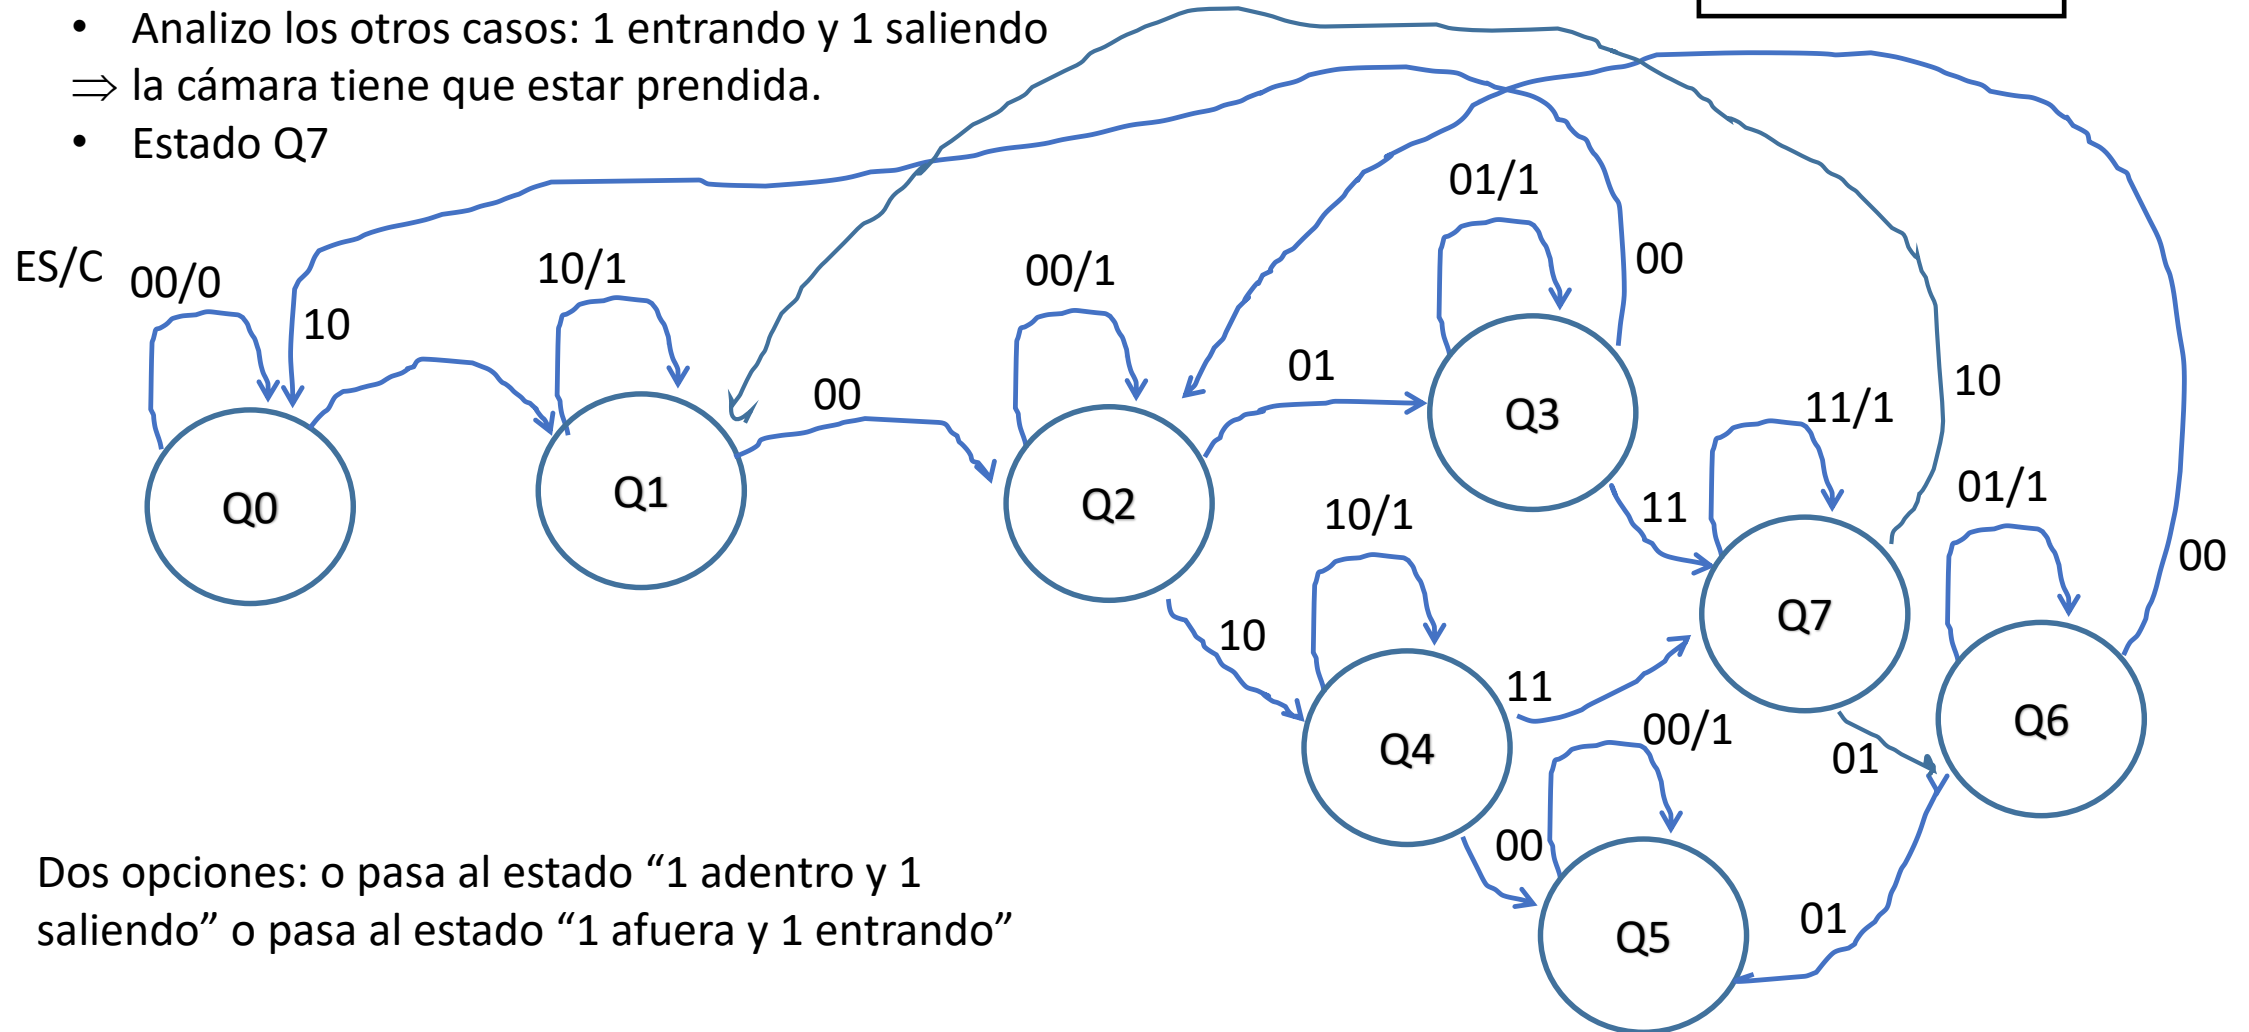 • Analizo los otros casos: 1 entrando y 1 saliendo
⇒ la cámara tiene que estar prendida.
• Estado Q7
ES/C
00/0
10
10/1
00
00/1
01
01/1
00
11
11/1
10
01/1
00
10
10/1
11
00/1
01
00
01
Q0
Q1
Q2
Q3
Q4
Q5
Q6
Q7
Dos opciones: o pasa al estado “1 adentro y 1
saliendo” o pasa al estado “1 afuera y 1 entrando”